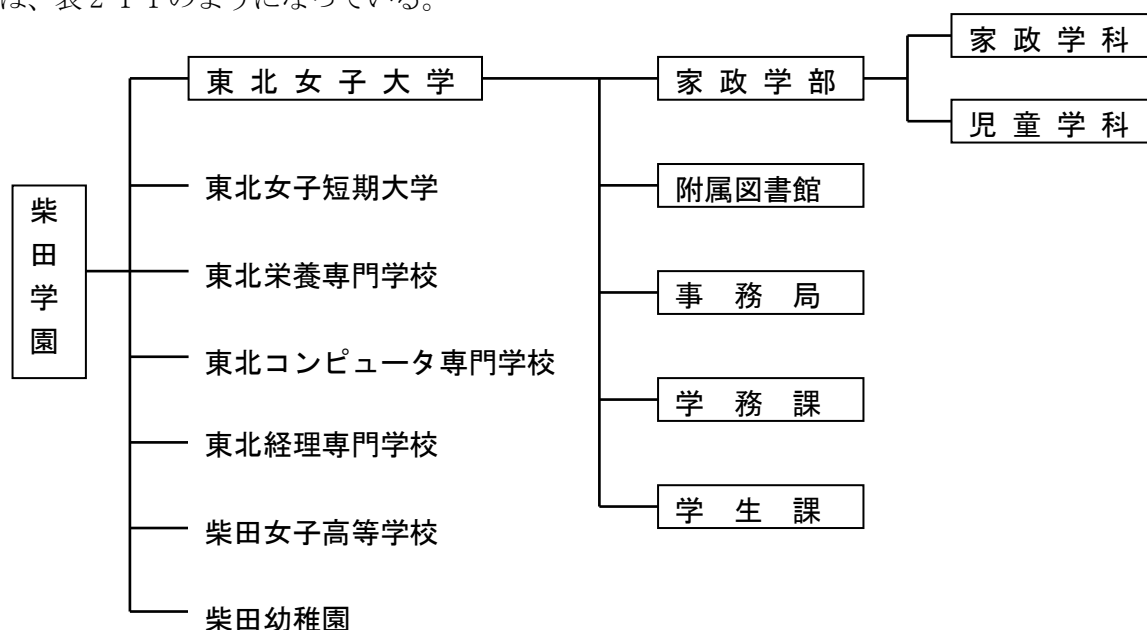 は、表2-1-1のようになっている。
柴田学園
東北女子大学
東北女子短期大学
東北栄養専門学校
東北コンピュータ専門学校
東北経理専門学校
柴田女子高等学校
柴田幼稚園
家政学部
附属図書館
事務局
学務課
学生課
家政学科
児童学科